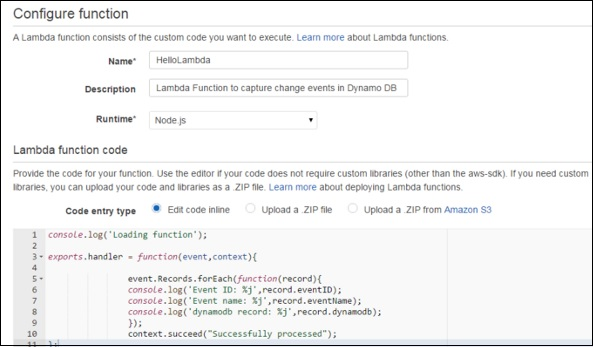 Configure function
A Lambda function consists of the custom code you want to execute. Learn more about Lambda functions.
Name* HelloLambda
Description Lambda Function to capture change events in Dynamo DB
Runtime* Node.js
Lambda function code
Provide the code for your function. Use the editor if your code does not require custom libraries (other than the aws-sdk). If you need custom
libraries, you can upload your code and libraries as a .ZIP file. Learn more about deploying Lambda functions.
Code entry type Edit code inline Upload a .ZIP file Upload a .ZIP from Amazon S3
1 console.log('Loading function');
2
3 exports.handler = function(event,context){
4
5 event.Records.forEach(function(record){
6 console.log('Event ID: %j',record.eventID);
7 console.log('Event name: %j',record.eventName);
8 console.log('dynamodb record: %j',record.dynamodb);
9 });
10 context.succeed("Successfully processed");
11 };